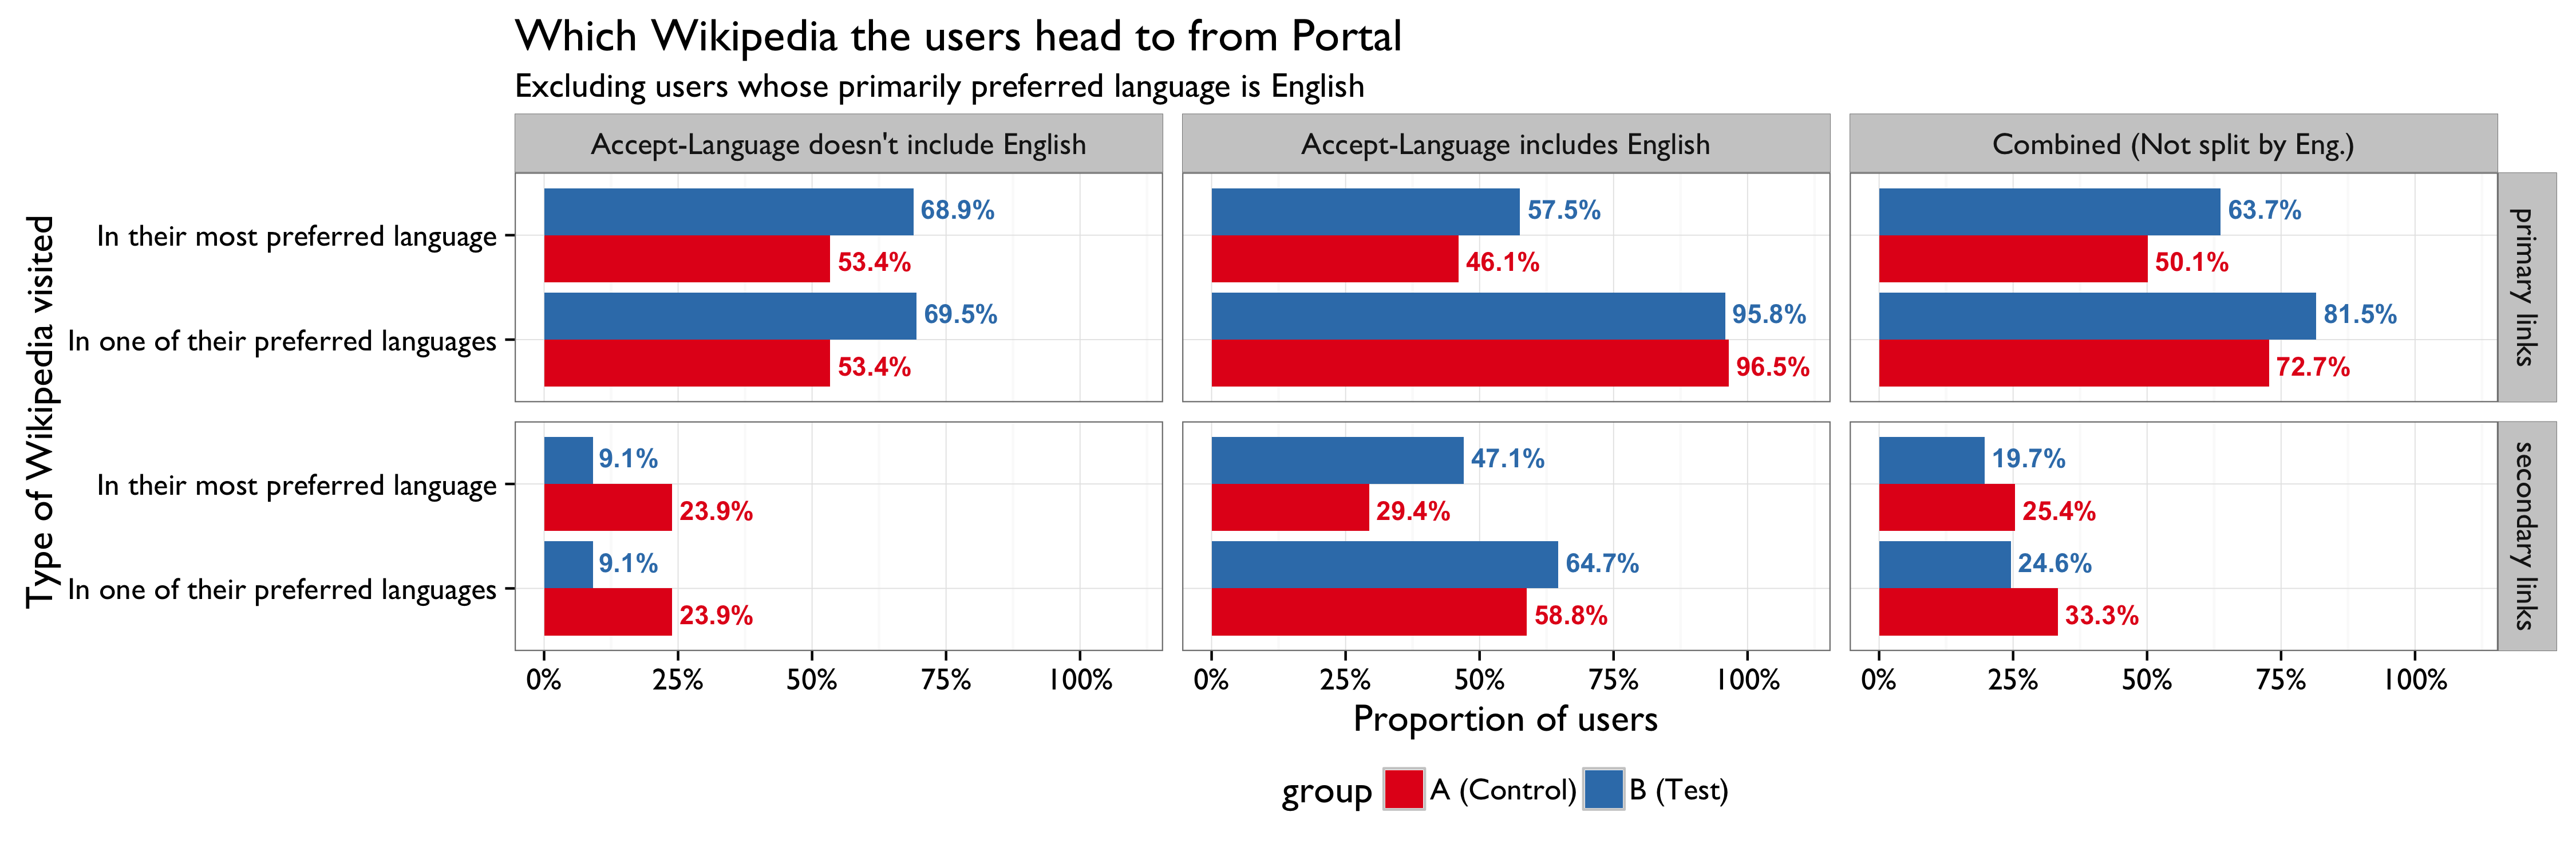 Which Wikipedia the users head to from Portal
Excluding users whose primarily preferred language is English
Accept-Language doesn't include English
Accept-Language includes English
Combined (Not split by Eng.)
Type of Wikipedia visited
In their most preferred language
68.9%
53.4%
57.5%
46.1%
63.7%
50.1%
In one of their preferred languages
69.5%
53.4%
95.8%
96.5%
81.5%
72.7%
primary links
In their most preferred language
9.1%
23.9%
47.1%
29.4%
19.7%
25.4%
In one of their preferred languages
9.1%
23.9%
64.7%
58.8%
24.6%
33.3%
secondary links
0% 25% 50% 75% 100%
0% 25% 50% 75% 100%
0% 25% 50% 75% 100%
Proportion of users
group A (Control) B (Test)